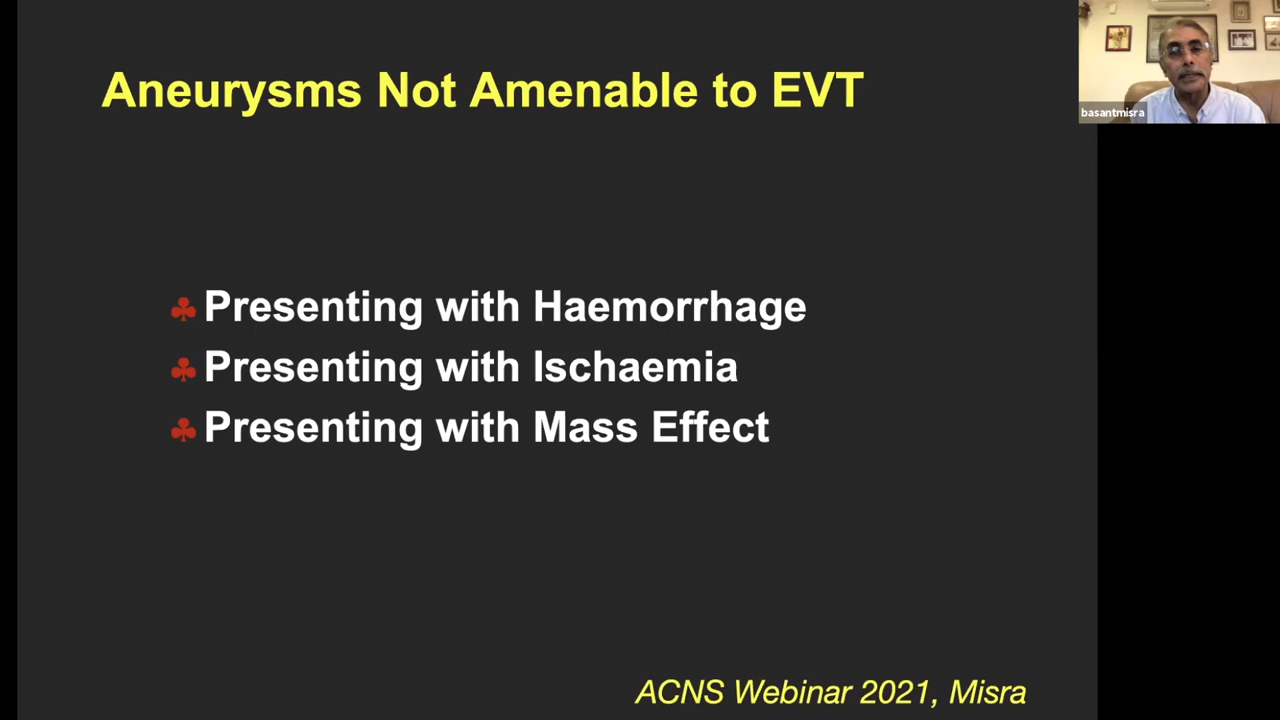 Aneurysms Not Amenable to EVT
basantmisra
♣ Presenting with Haemorrhage
♣ Presenting with Ischaemia
♣ Presenting with Mass Effect
ACNS Webinar 2021, Misra